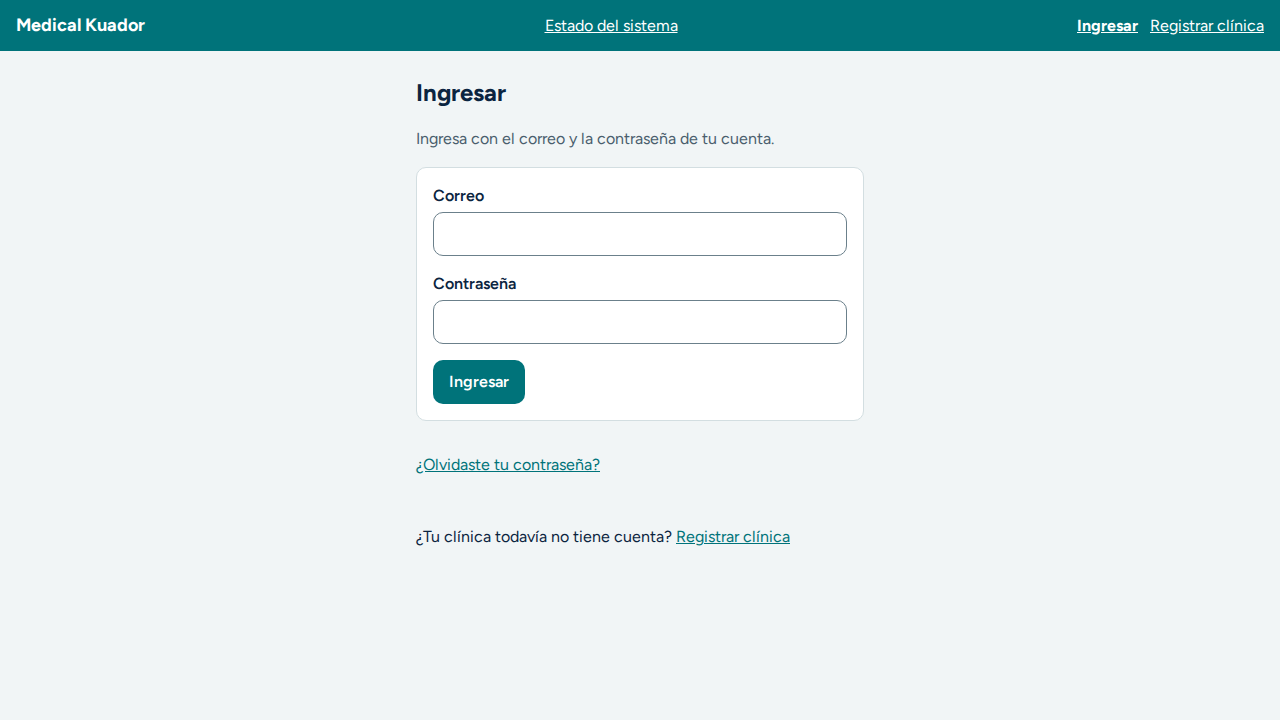 Medical Kuador
Estado del sistema
Ingresar
Registrar clínica
Ingresar
Ingresa con el correo y la contraseña de tu cuenta.
Correo
Contraseña
Ingresar
¿Olvidaste tu contraseña?
¿Tu clínica todavía no tiene cuenta? Registrar clínica